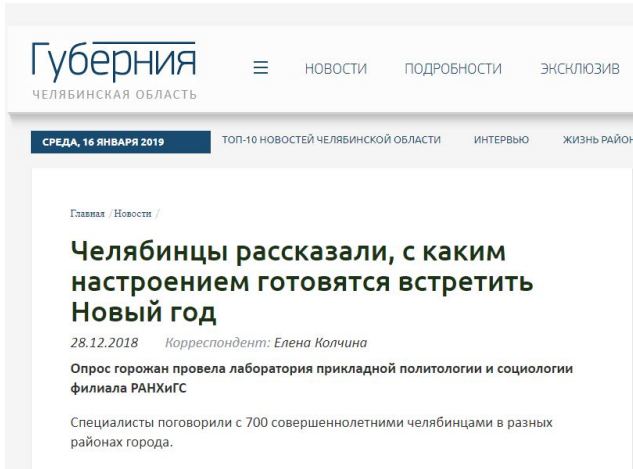 Губерния
ЧЕЛЯБИНСКАЯ ОБЛАСТЬ
НОВОСТИ ПОДРОБНОСТИ ЭКСКЛЮЗИВ
СРЕДА, 16 ЯНВАРЯ 2019 ТОП-10 НОВОСТЕЙ ЧЕЛЯБИНСКОЙ ОБЛАСТИ ИНТЕРВЬЮ ЖИЗНЬ РАЙОН
Главная / Новости /
Челябинцы рассказали, с каким
настроением готовятся встретить
Новый год
28.12.2018 Корреспондент: Елена Колчина
Опрос горожан провела лаборатория прикладной политологии и социологии
филиала РАНХиГС
Специалисты поговорили с 700 совершеннолетними челябинцами в разных
районах города.